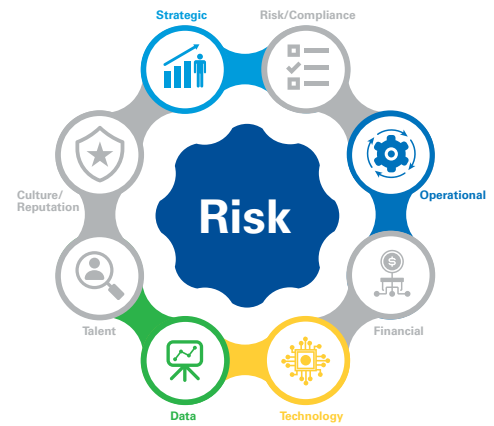 Strategic
Risk/Compliance
Culture/
Reputation
Operational
Risk
$
Talent
Financial
Data
Technology